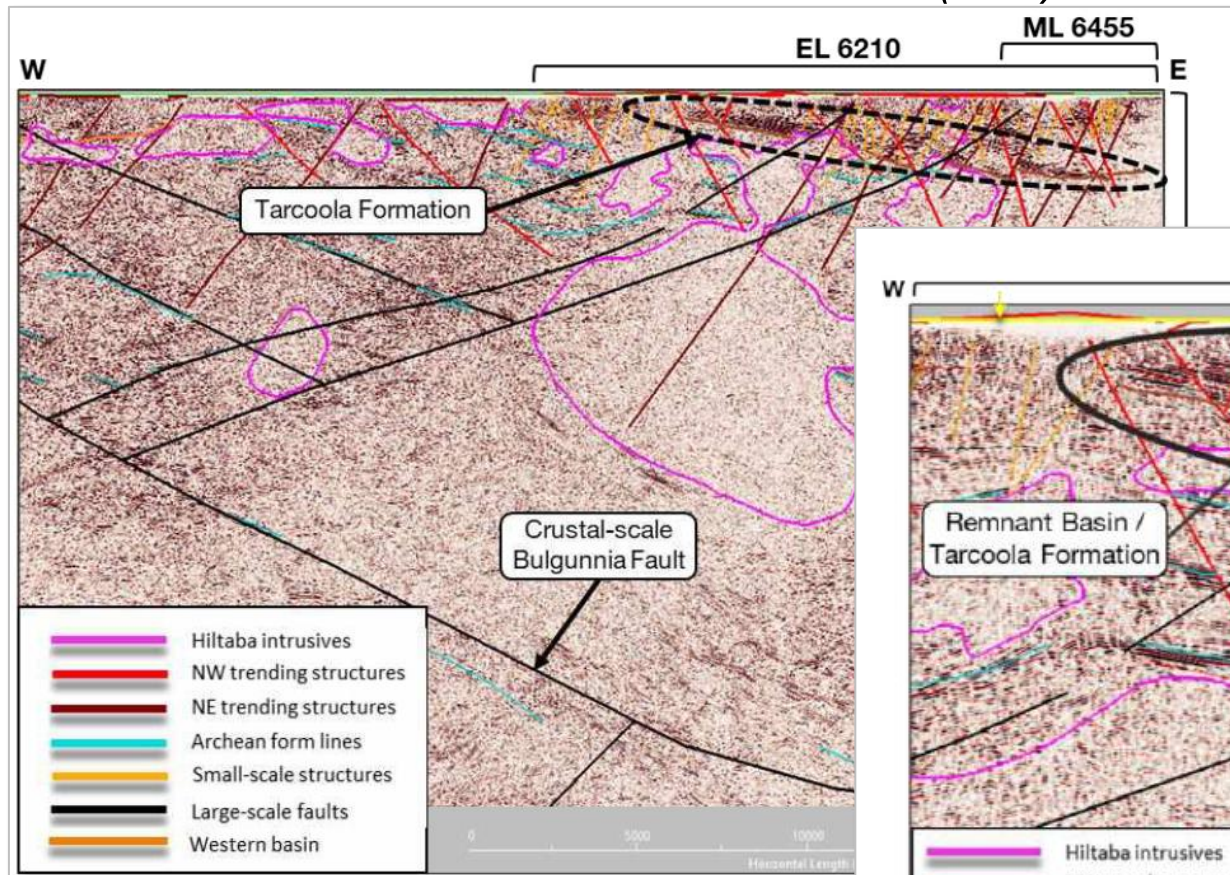 ML 6455
EL 6210
W
E
Tarcoola Formation
W
Crustal-scale
Bulgunnia Fault
Remnant Basin /
Tarcoola Formation
Hiltaba intrusives
NW trending structures
NE trending structures
Archean form lines
Small-scale structures
Large-scale faults
Western basin
0
5000
10000
Horizontal Length
Hiltaba intrusives